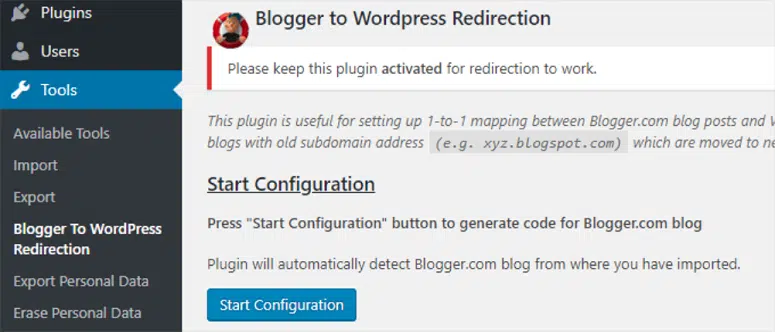 Plugins
Users
Tools
Available Tools
Import
Export
Blogger To WordPress
Redirection
Export Personal Data
Erase Personal Data
Blogger to Wordpress Redirection
Please keep this plugin activated for redirection to work.
This plugin is useful for setting up 1-to-1 mapping between Blogger.com blog posts and
blogs with old subdomain address (e.g. xyz.blogspot.com) which are moved to
Start Configuration
Press "Start Configuration" button to generate code for Blogger.com blog
Plugin will automatically detect Blogger.com blog from where you have imported.
Start Configuration